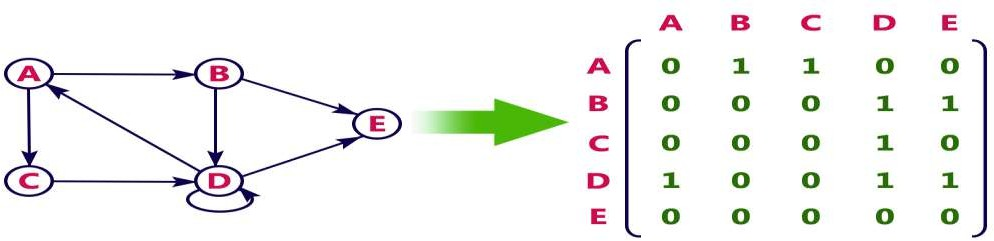 A B
E
C D
A B C D E
A 0 1 1 0 0
B 0 0 0 1 1
C 0 0 0 1 0
D 1 0 0 1 1
E 0 0 0 0 0